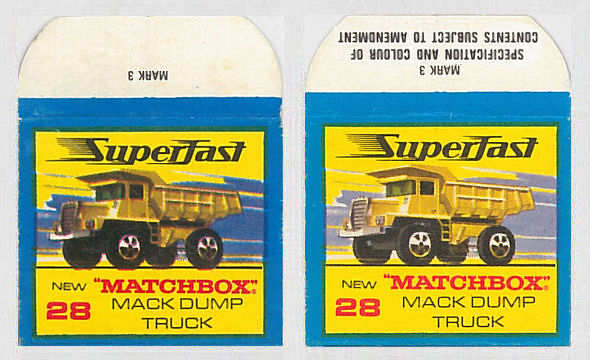 MARK 3
SUPERFAST
NEW "MATCHBOX"®
28 MACK DUMP
TRUCK
SPECIFICATION AND COLOUR OF
CONTENTS SUBJECT TO AMENDMENT
MARK 3
SUPERFAST
NEW "MATCHBOX"®
28 MACK DUMP
TRUCK